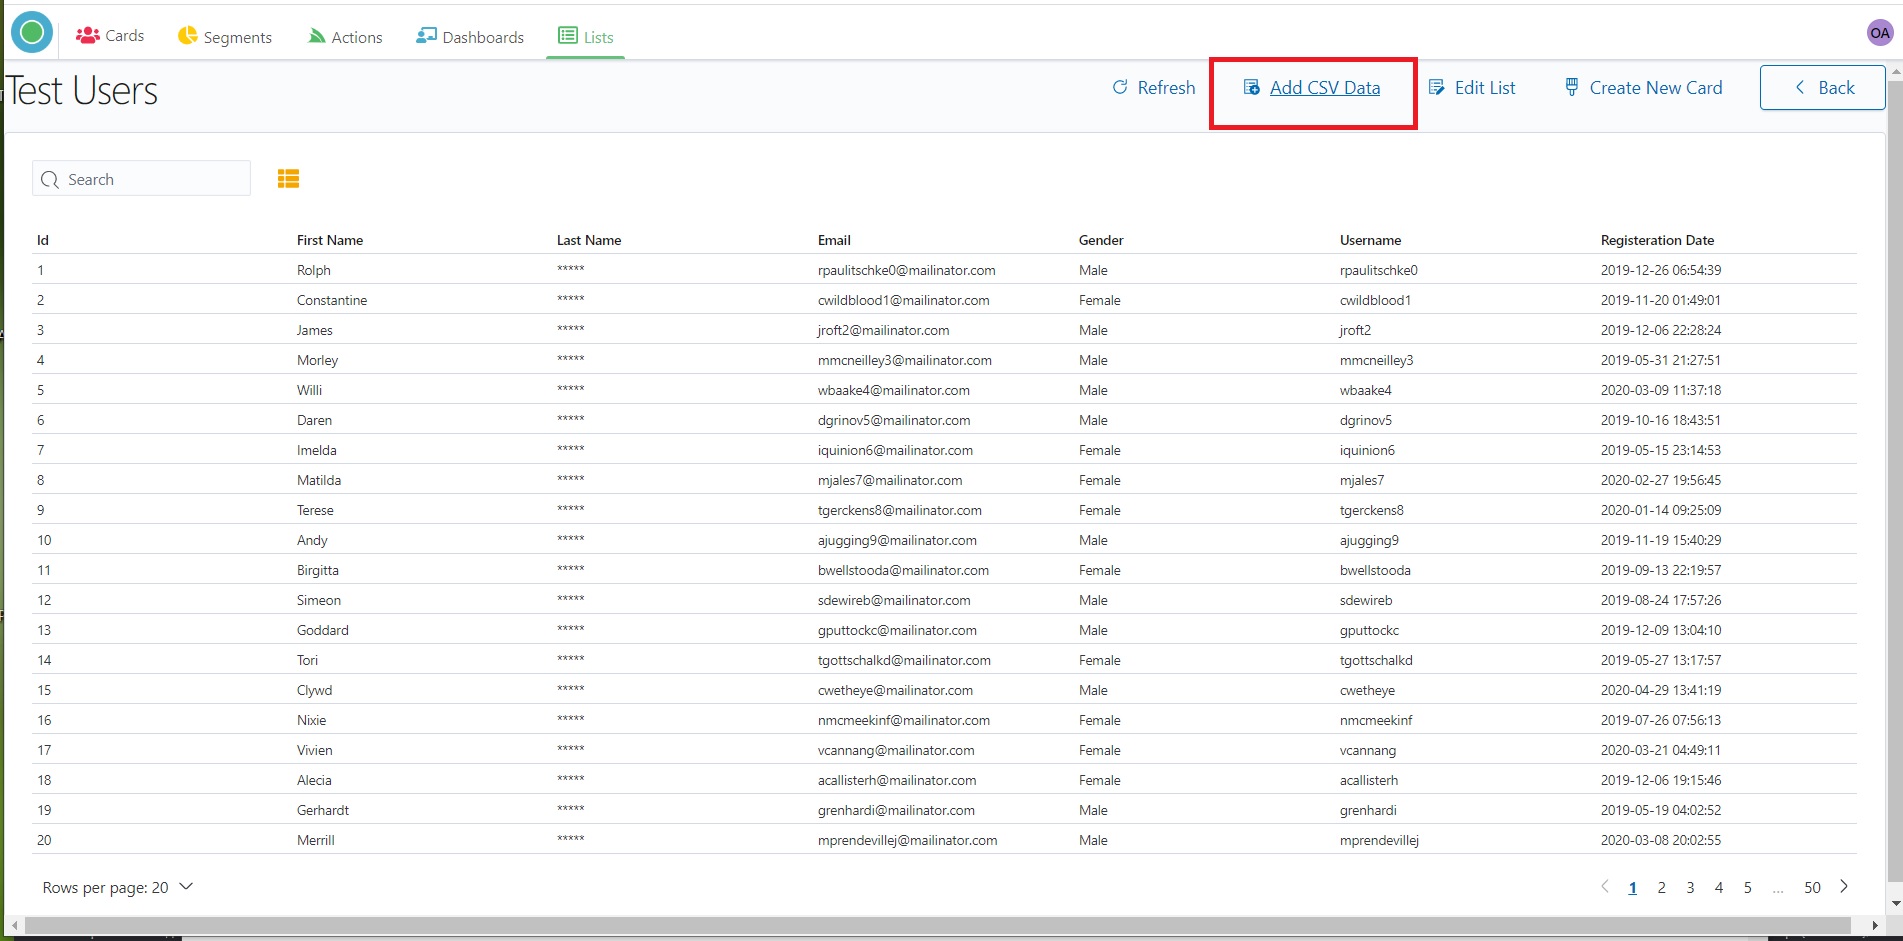 Cards Segments Actions Dashboards Lists OA
Test Users Refresh Add CSV Data Edit List Create New Card Back
Search
Id First Name Last Name Email Gender Username Registeration Date
1 Rolph ***** rpaulitschke0@mailinator.com Male rpaulitschke0 2019-12-26 06:54:39
2 Constantine ***** cwildblood1@mailinator.com Female cwildblood1 2019-11-20 01:49:01
3 James ***** jroft2@mailinator.com Male jroft2 2019-12-06 22:28:24
4 Morley ***** mmcneilley3@mailinator.com Male mmcneilley3 2019-05-31 21:27:51
5 Willi ***** wbaake4@mailinator.com Male wbaake4 2020-03-09 11:37:18
6 Daren ***** dgrinov5@mailinator.com Male dgrinov5 2019-10-16 18:43:51
7 Imelda ***** iquinion6@mailinator.com Female iquinion6 2019-05-15 23:14:53
8 Matilda ***** mjales7@mailinator.com Female mjales7 2020-02-27 19:56:45
9 Terese ***** tgerckens8@mailinator.com Female tgerckens8 2020-01-14 09:25:09
10 Andy ***** ajugging9@mailinator.com Male ajugging9 2019-11-19 15:40:29
11 Birgitta ***** bwellstooda@mailinator.com Female bwellstooda 2019-09-13 22:19:57
12 Simeon ***** sdewireb@mailinator.com Male sdewireb 2019-08-24 17:57:26
13 Goddard ***** gputtockc@mailinator.com Male gputtockc 2019-12-09 13:04:10
14 Tori ***** tgottschalkd@mailinator.com Female tgottschalkd 2019-05-27 13:17:57
15 Clywd ***** cwetheye@mailinator.com Male cwetheye 2020-04-29 13:41:19
16 Nixie ***** nmcmeekinf@mailinator.com Female nmcmeekinf 2019-07-26 07:56:13
17 Vivien ***** vcannang@mailinator.com Female vcannang 2020-03-21 04:49:11
18 Alecia ***** acallisterh@mailinator.com Female acallisterh 2019-12-06 19:15:46
19 Gerhardt ***** grenhardi@mailinator.com Male grenhardi 2019-05-19 04:02:52
20 Merrill ***** mprendevillej@mailinator.com Male mprendevillej 2020-03-08 20:02:55
Rows per page: 20 1 2 3 4 5 ... 50